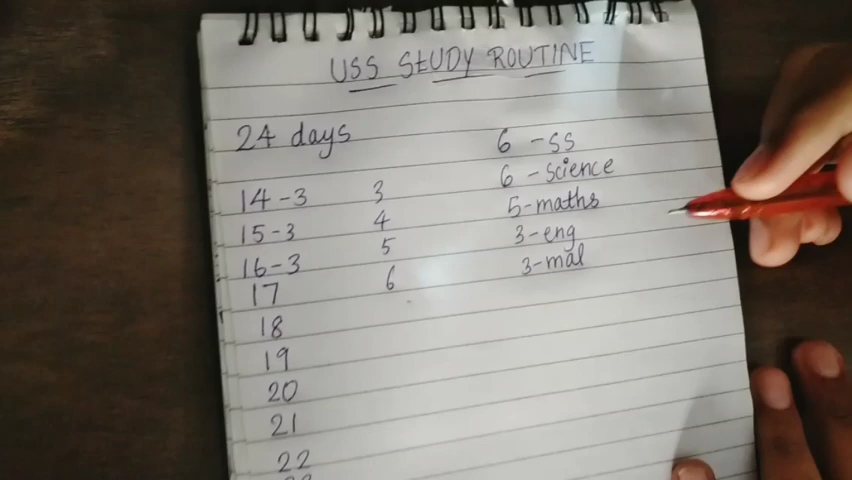 USS STUDY ROUTINE
24 days
6 - SS
6 - science
14 - 3 3 5 - maths
15 - 3 4 3 - eng
16 - 3 5 3 - mal
17 6
18
19
20
21
22